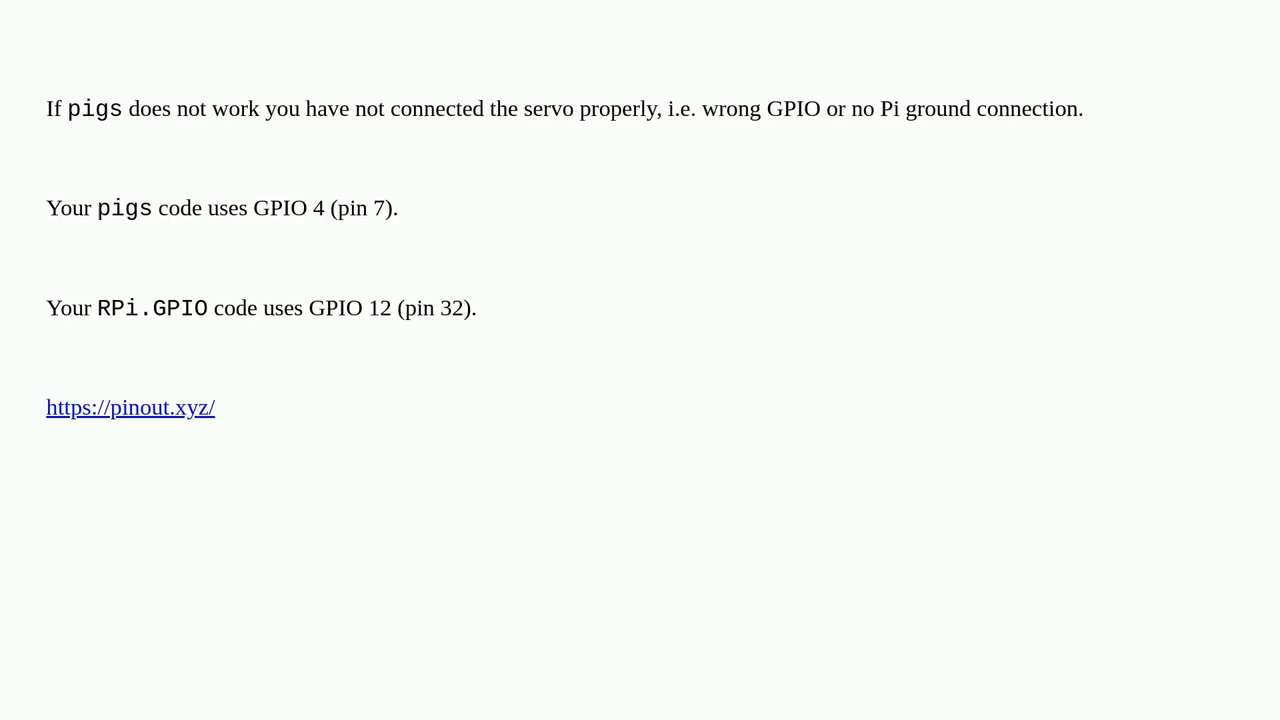 If pigs does not work you have not connected the servo properly, i.e. wrong GPIO or no Pi ground connection.
Your pigs code uses GPIO 4 (pin 7).
Your RPi.GPIO code uses GPIO 12 (pin 32).
https://pinout.xyz/